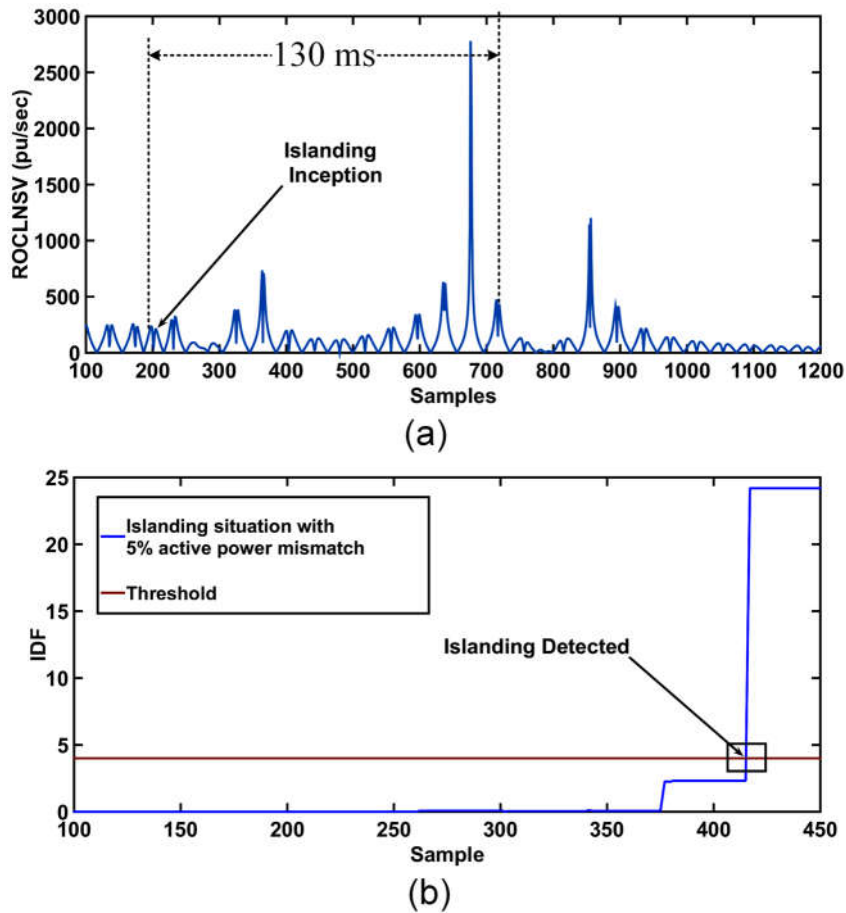 3000
2500
2000
1500
1000
500
0
ROCLNSV (pu/sec)
130 ms
Islanding
Inception
100 200 300 400 500 600 700 800 900 1000 1100 1200
Samples
(a)
25
20
15
10
5
0
IDF
Islanding situation with
5% active power mismatch
Threshold
Islanding Detected
100 150 200 250 300 350 400 450
Sample
(b)